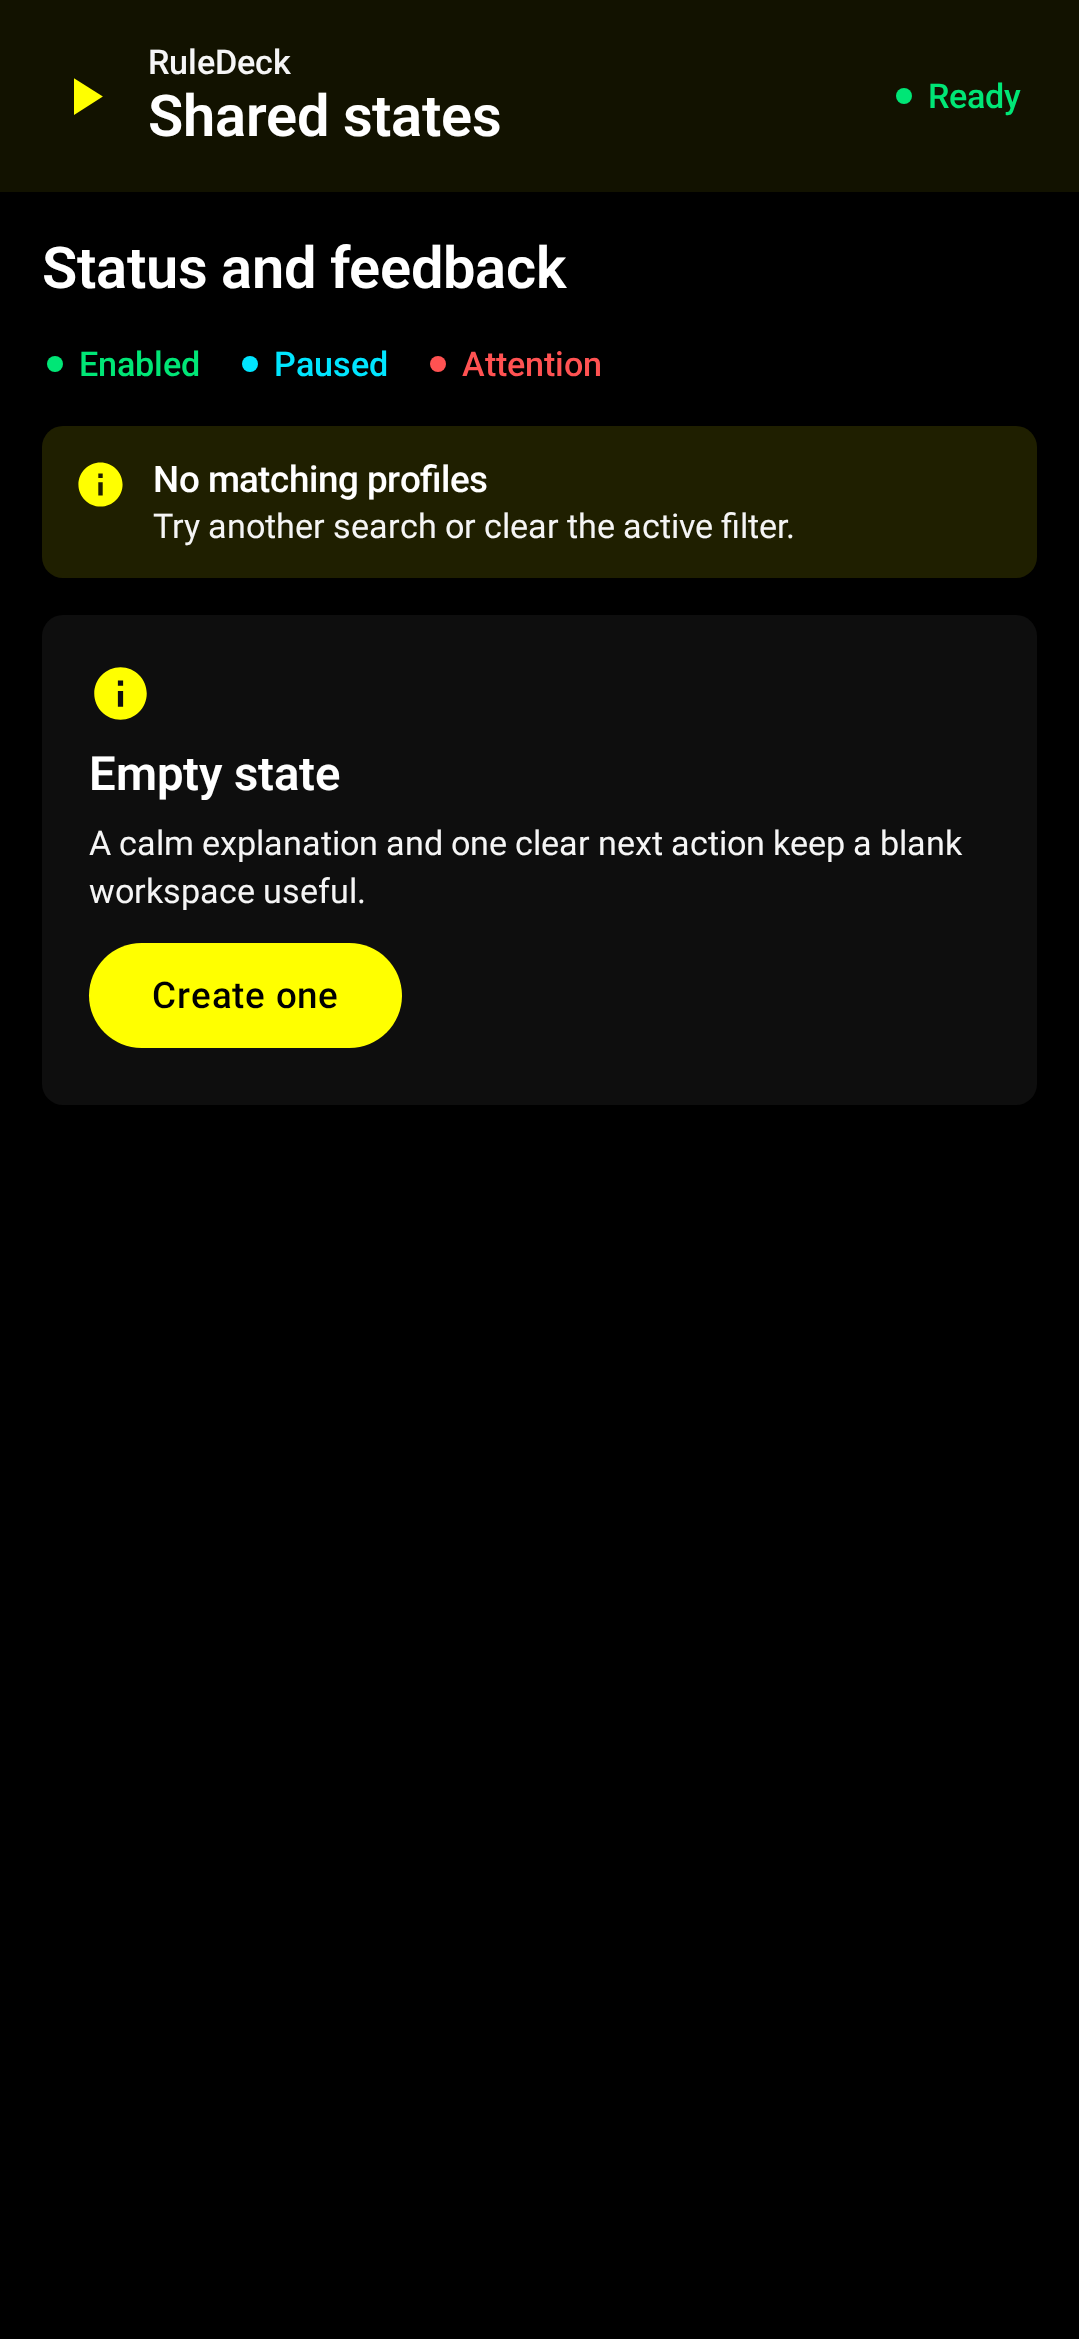 RuleDeck
Shared states
Ready
Status and feedback
Enabled
Paused
Attention
No matching profiles
Try another search or clear the active filter.
Empty state
A calm explanation and one clear next action keep a blank
workspace useful.
Create one